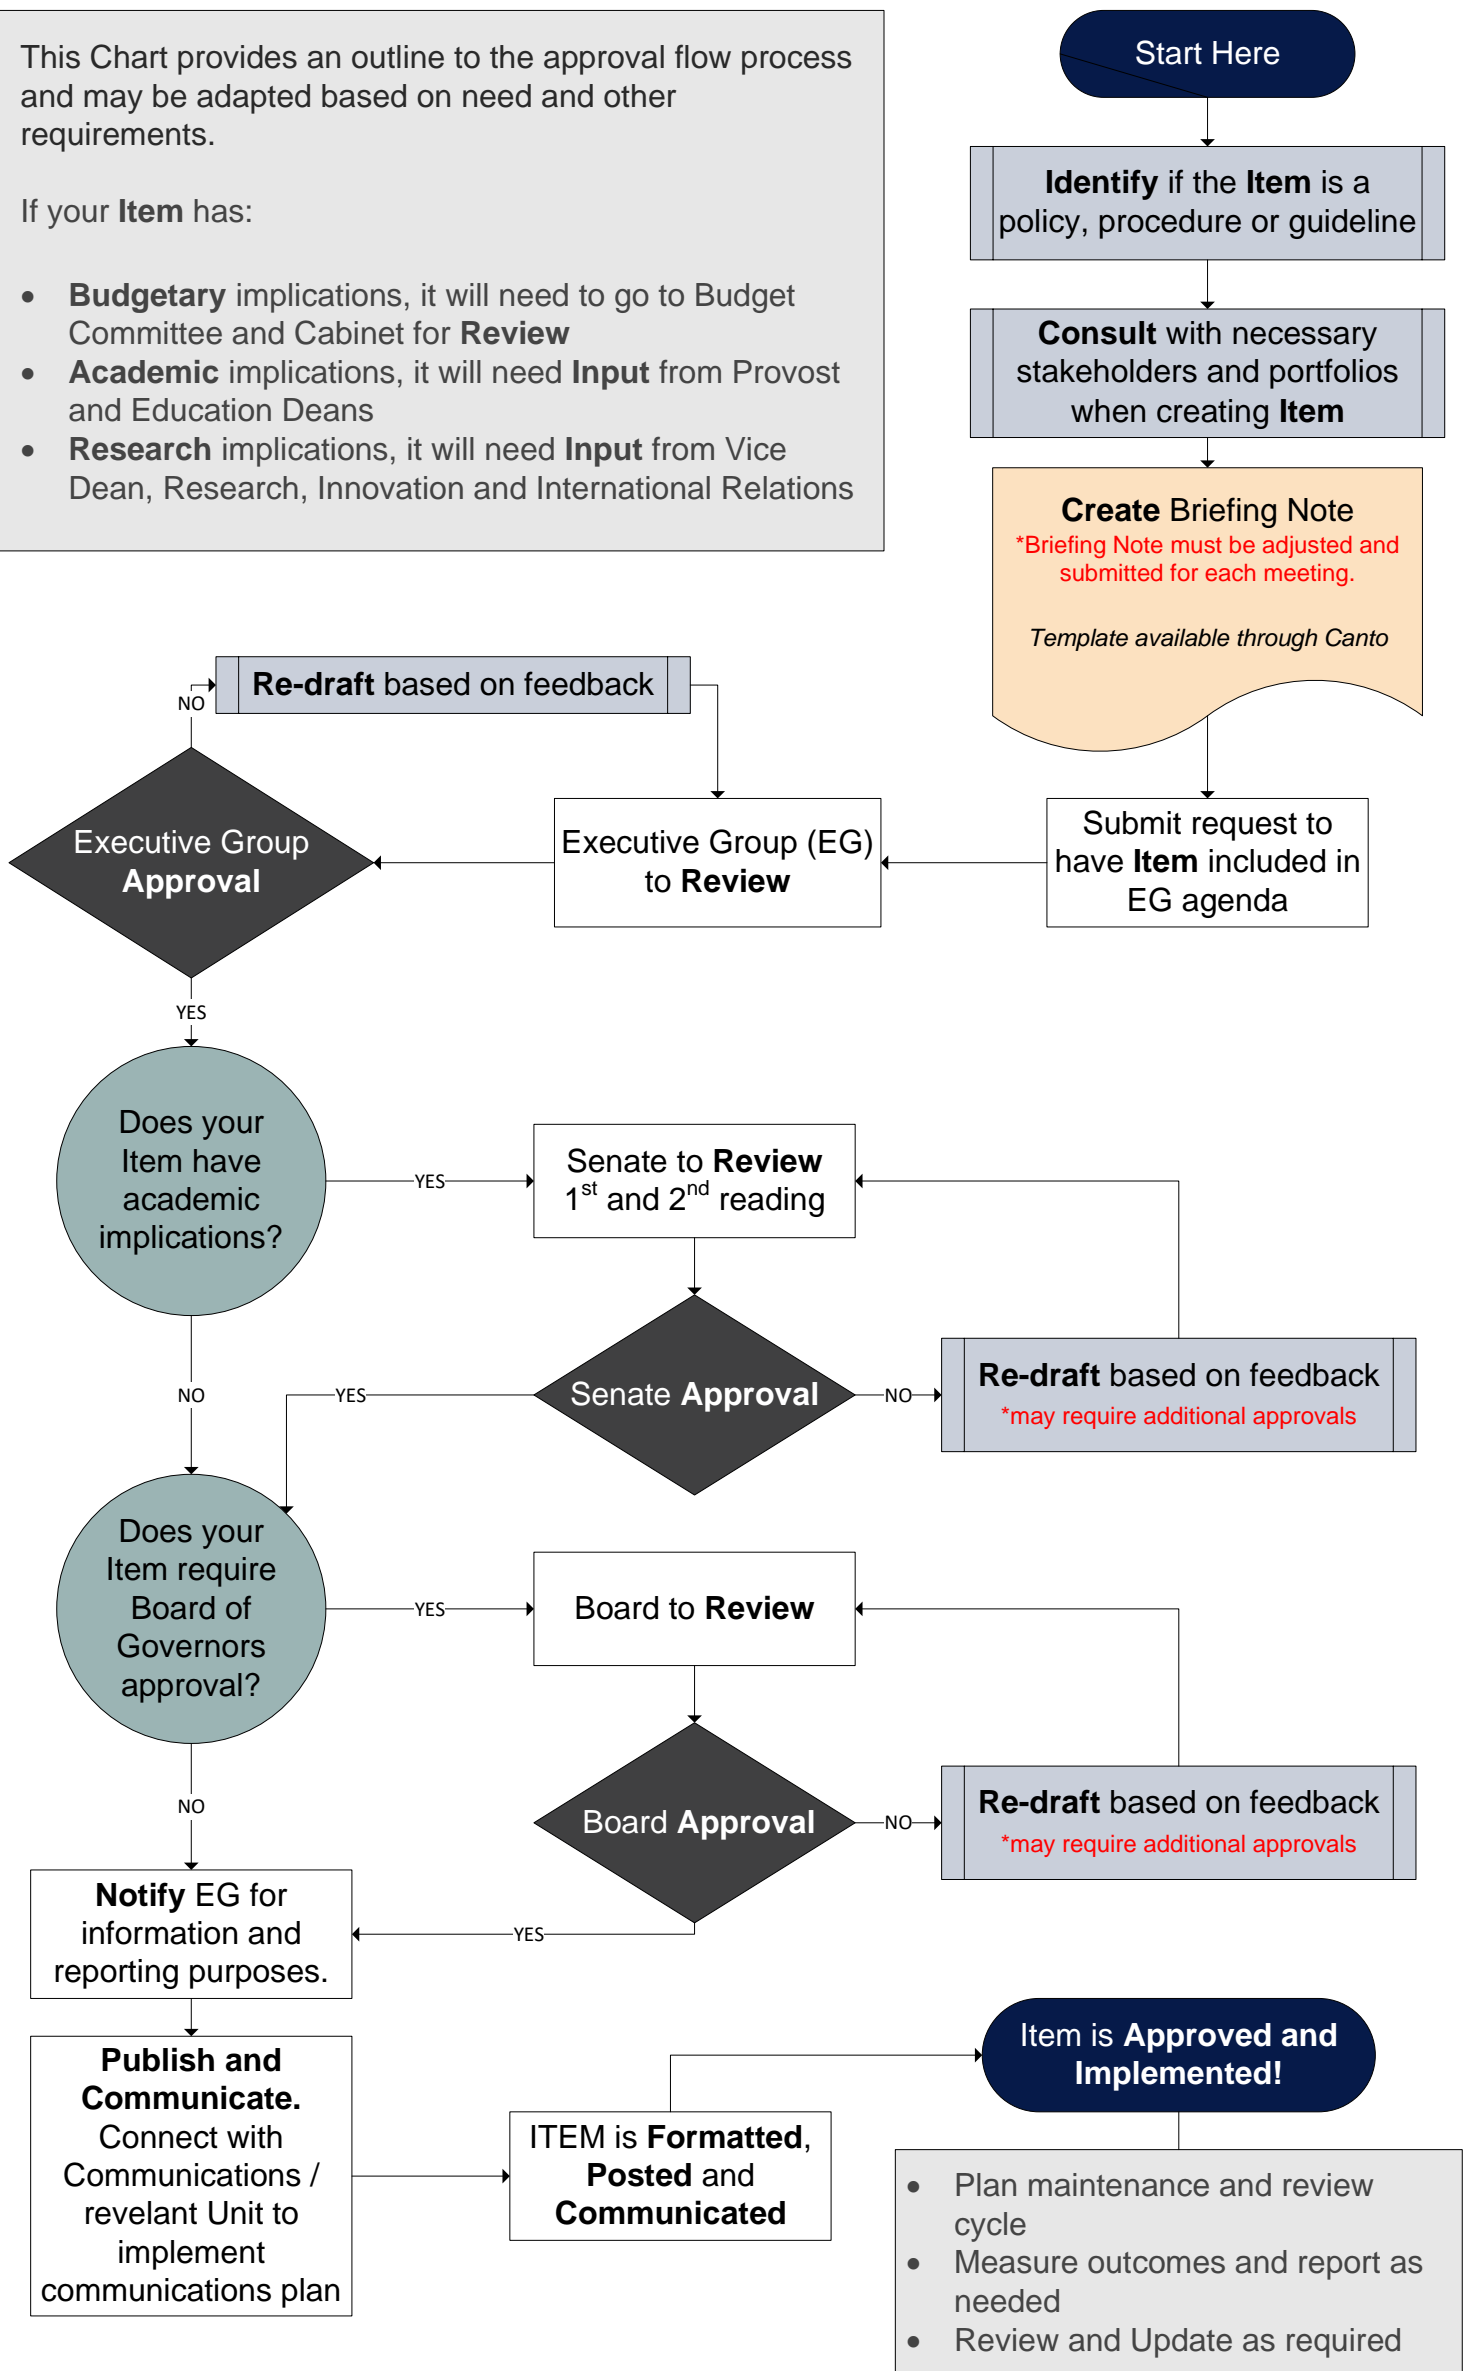 This Chart provides an outline to the approval flow process
and may be adapted based on need and other
requirements.
If your Item has:
• Budgetary implications, it will need to go to Budget
Committee and Cabinet for Review
• Academic implications, it will need Input from Provost
and Education Deans
• Research implications, it will need Input from Vice
Dean, Research, Innovation and International Relations
Start Here
Identify if the Item is a
policy, procedure or guideline
Consult with necessary
stakeholders and portfolios
when creating Item
Create Briefing Note
*Briefing Note must be adjusted and
submitted for each meeting.
Template available through Canto
Submit request to
have Item included in
EG agenda
Executive Group (EG)
to Review
Executive Group
Approval
NO
Re-draft based on feedback
YES
Does your
Item have
academic
implications?
YES
Senate to Review
1st and 2nd reading
Senate Approval
NO
Re-draft based on feedback
*may require additional approvals
YES
NO
Does your
Item require
Board of
Governors
approval?
YES
Board to Review
Board Approval
NO
Re-draft based on feedback
*may require additional approvals
YES
NO
Notify EG for
information and
reporting purposes.
Publish and
Communicate.
Connect with
Communications /
revelant Unit to
implement
communications plan
ITEM is Formatted,
Posted and
Communicated
Item is Approved and
Implemented!
• Plan maintenance and review
cycle
• Measure outcomes and report as
needed
• Review and Update as required